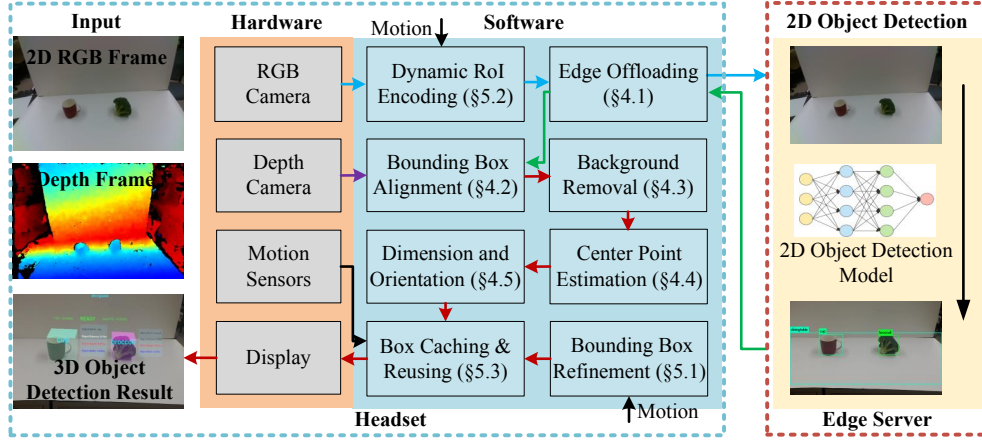 Input
Hardware
Software
2D Object Detection
Motion
2D RGB Frame
RGB
Camera
Dynamic RoI
Encoding (§5.2)
Edge Offloading
(§4.1)
Depth Frame
Depth
Camera
Bounding Box
Alignment (§4.2)
Background
Removal (§4.3)
2D Object Detection
Model
Motion
Sensors
Dimension and
Orientation (§4.5)
Center Point
Estimation (§4.4)
3D Object
Detection Result
Display
Box Caching &
Reusing (§5.3)
Bounding Box
Refinement (§5.1)
Motion
Headset
Edge Server